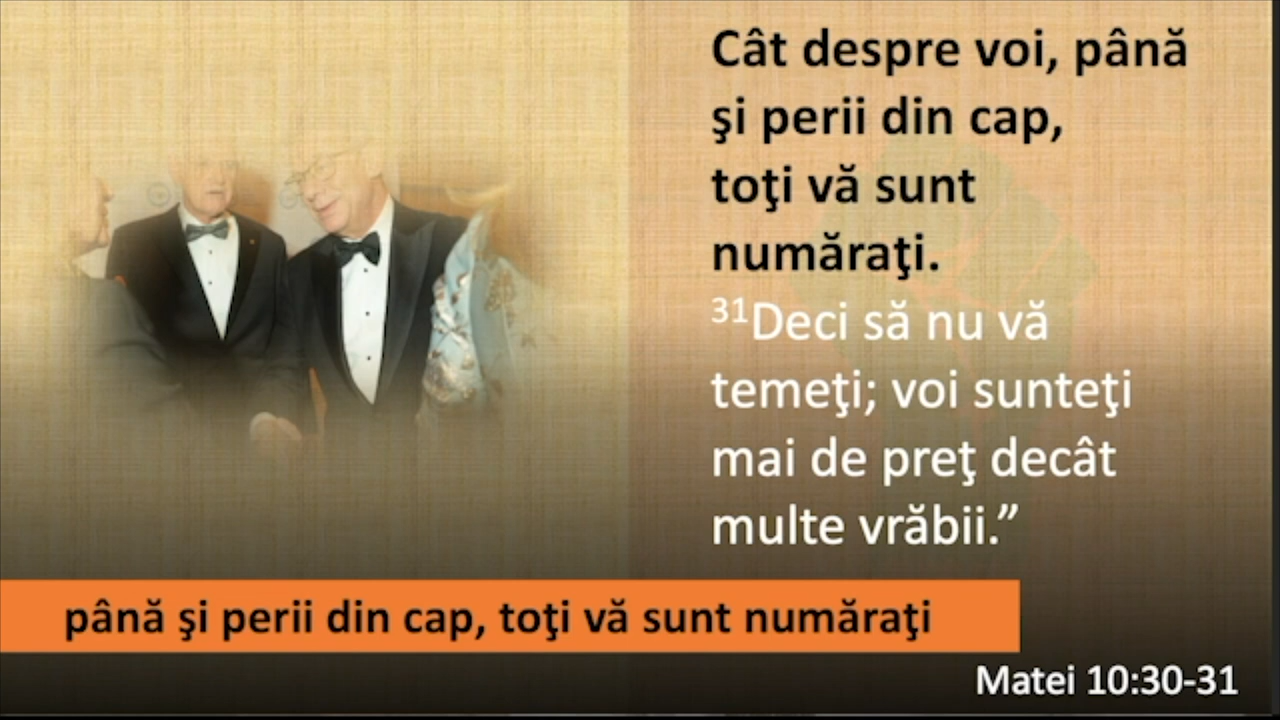 Cât despre voi, până
şi perii din cap,
toţi vă sunt
număraţi.
31Deci să nu vă
temeţi; voi sunteţi
mai de preţ decât
multe vrăbii.”
până şi perii din cap, toţi vă sunt număraţi
Matei 10:30-31